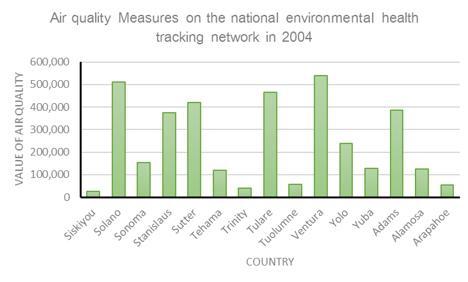 Air quality Measures on the national environmental health
tracking network in 2004
VALUE OF AIRQUALITY
600,000
500,000
400,000
300,000
200,000
100,000
0
Siskiyou
Solano
Sonoma
Stanislaus
Sutter
Tehama
Trinity
Tulare
Tuolumne
Ventura
Yolo
Yuba
Adams
Alamosa
Arapahoe
COUNTRY